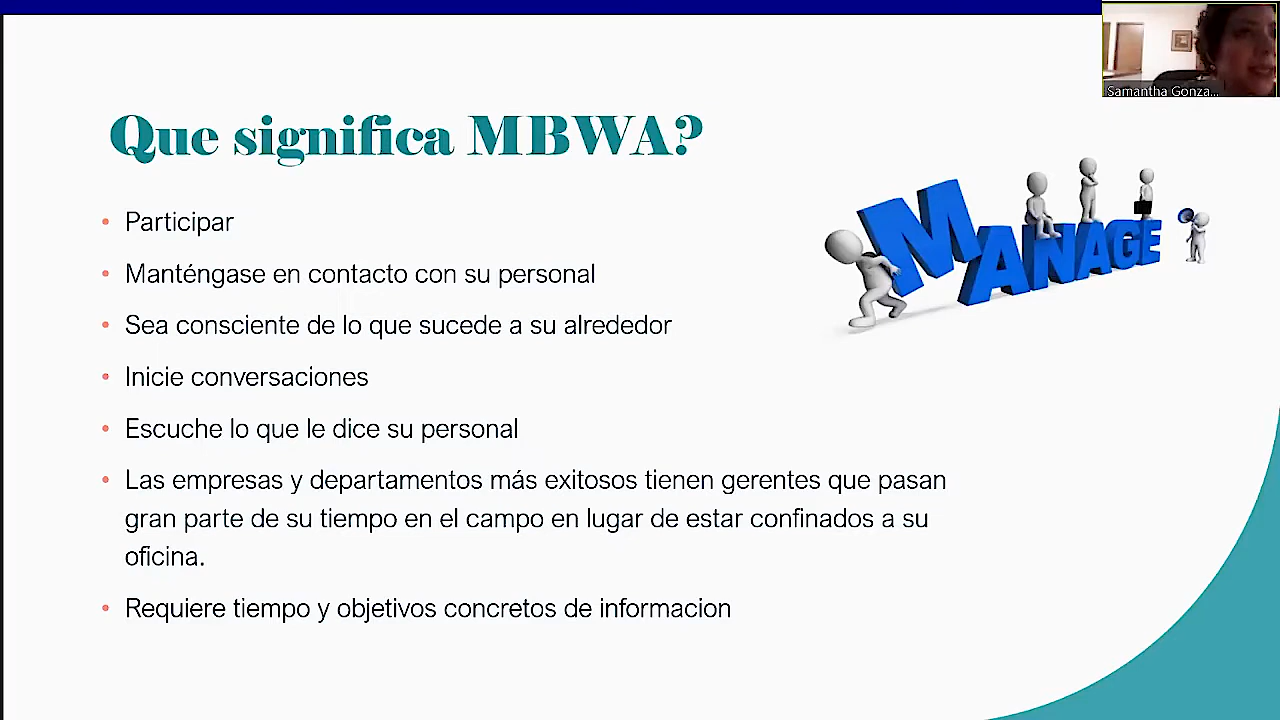 Samantha Gonza...
Que significa MBWA?
MANAGE
• Participar
• Manténgase en contacto con su personal
• Sea consciente de lo que sucede a su alrededor
• Inicie conversaciones
• Escuche lo que le dice su personal
• Las empresas y departamentos más exitosos tienen gerentes que pasan
gran parte de su tiempo en el campo en lugar de estar confinados a su
oficina.
• Requiere tiempo y objetivos concretos de informacion